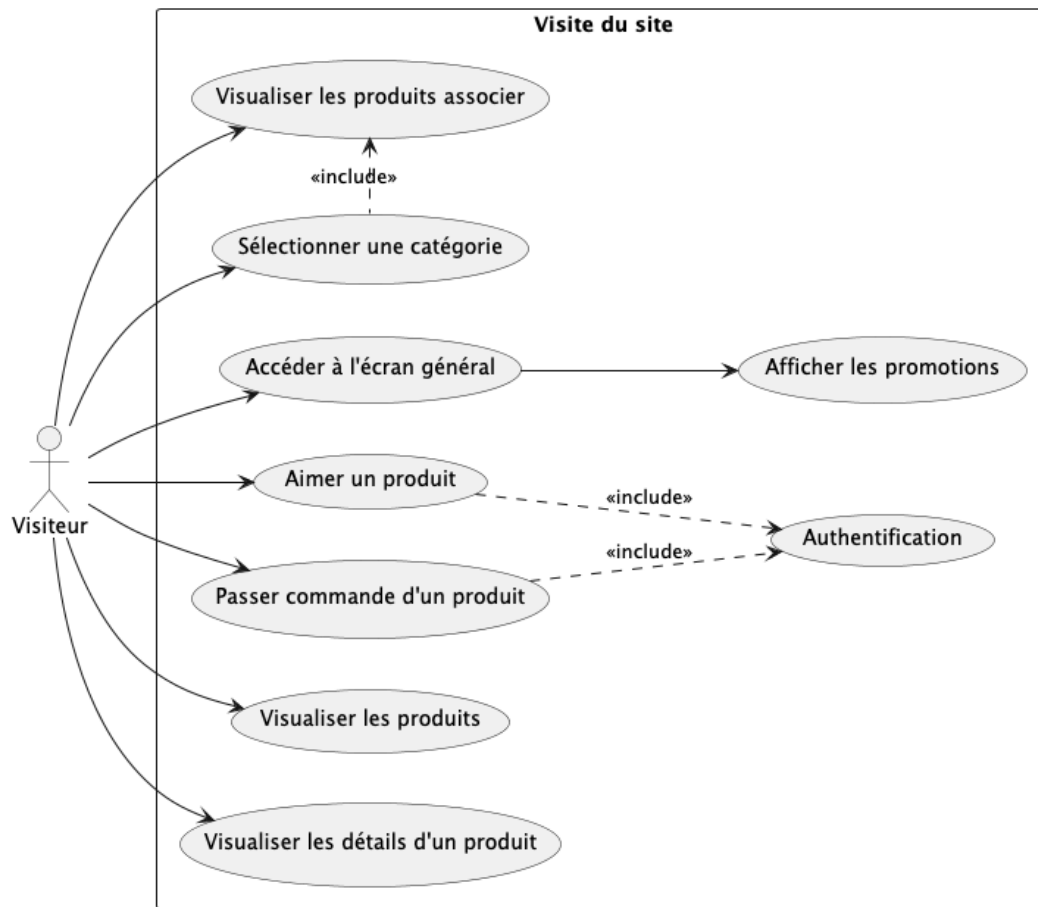 Visite du site
Visualiser les produits associer
«include»
Sélectionner une catégorie
Accéder à l'écran général
Afficher les promotions
Aimer un produit
«include»
Authentification
«include»
Visiteur
Passer commande d'un produit
Visualiser les produits
Visualiser les détails d'un produit